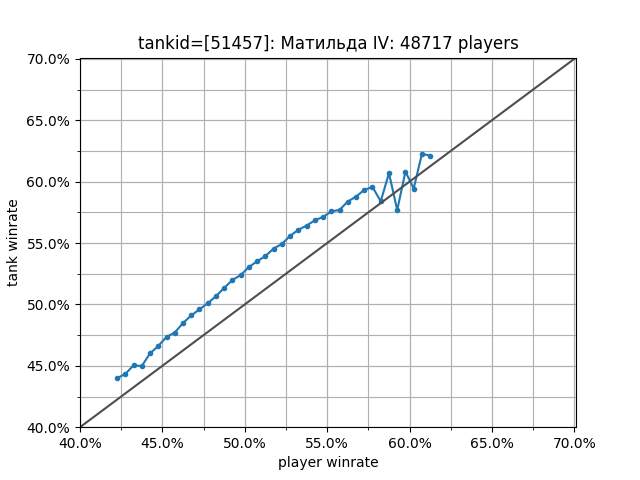 tankid=[51457]: Матильда IV: 48717 players
70.0%
65.0%
60.0%
55.0%
50.0%
45.0%
40.0%
tank winrate
40.0% 45.0% 50.0% 55.0% 60.0% 65.0% 70.0%
player winrate